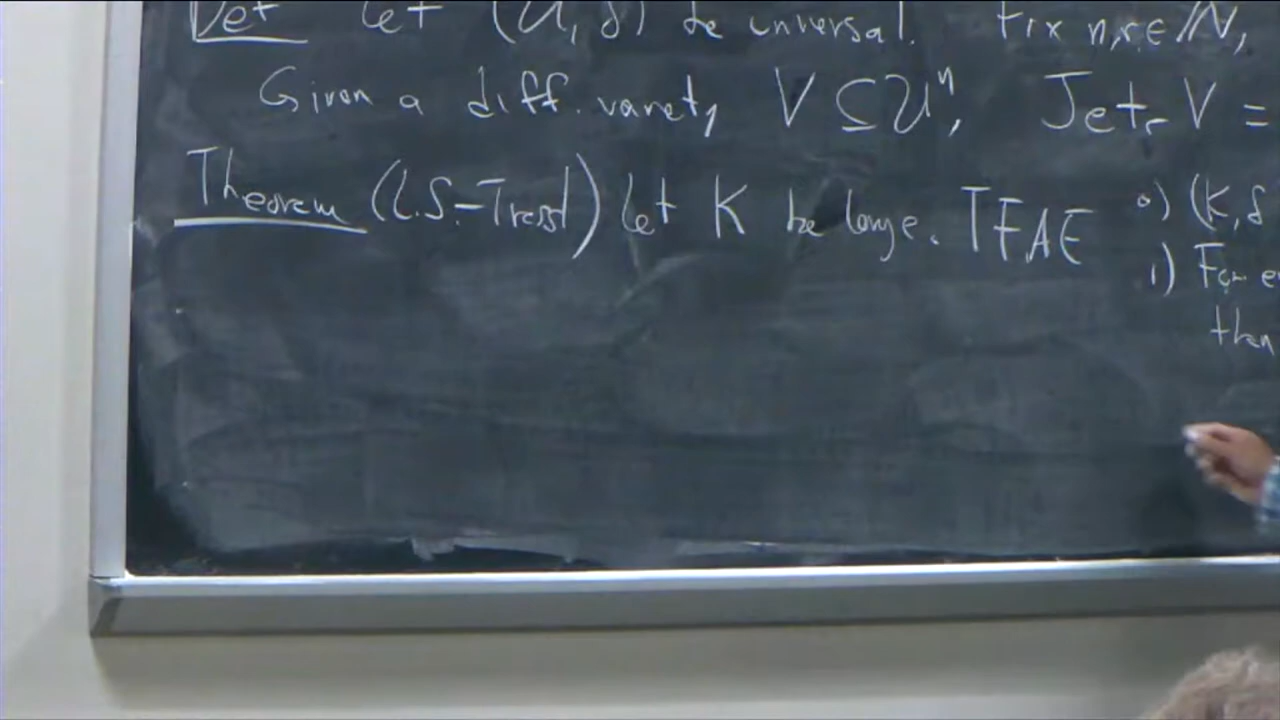 Def Let (U, δ) be universal. Fix n,r ∈ ℕ,
Given a diff. variety V ⊆ Uⁿ, Jetᵣ V =
Theorem (L.S.-Tressl) Let K be large. TFAE 0) (K, δ
1) For e
then